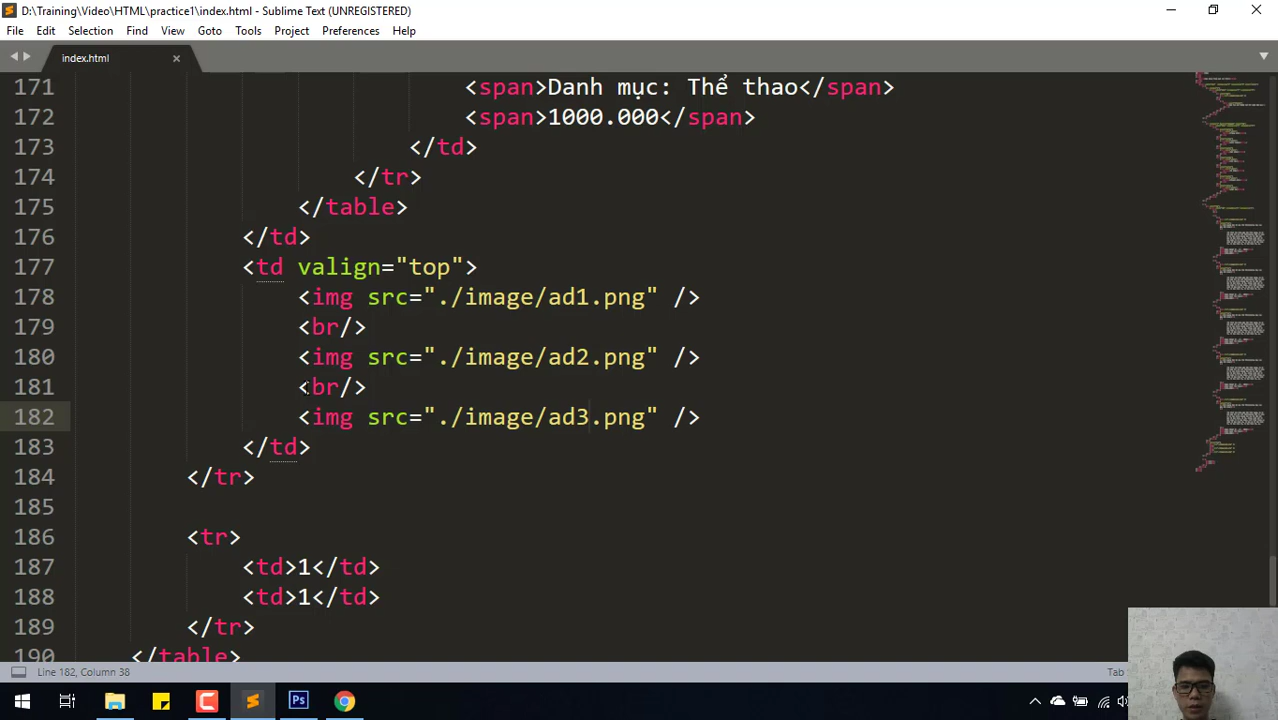 D:\Training\Video\HTML\practice1\index.html - Sublime Text (UNREGISTERED)
File Edit Selection Find View Goto Tools Project Preferences Help
index.html
171 <span>Danh mục: Thể thao</span>
172 <span>1000.000</span>
173 </td>
174 </tr>
175 </table>
176 </td>
177 <td valign="top">
178 <img src="./image/ad1.png" />
179 <br/>
180 <img src="./image/ad2.png" />
181 <br/>
182 <img src="./image/ad3.png" />
183 </td>
184 </tr>
185
186 <tr>
187 <td>1</td>
188 <td>1</td>
189 </tr>
190 </table>
Line 182, Column 38
Tab
Ps